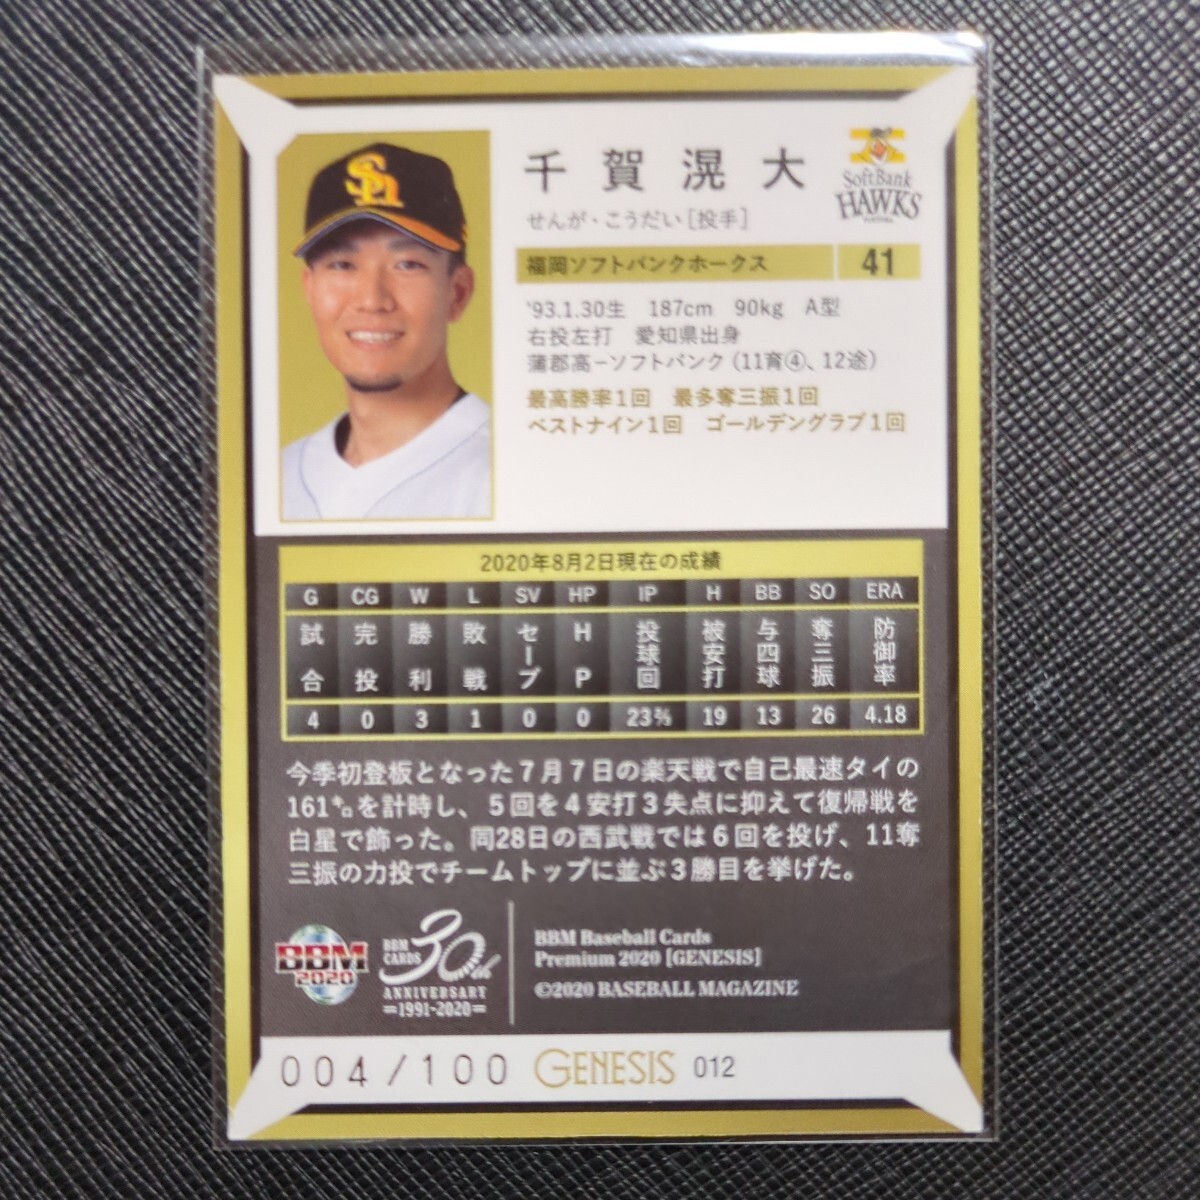 千賀滉大
せんが・こうだい[投手]
SoftBank
HAWKS
福岡ソフトバンクホークス 41
'93.1.30生 187cm 90kg A型
右投左打 愛知県出身
蒲郡高－ソフトバンク（11育④、12途）
最高勝率1回 最多奪三振1回
ベストナイン1回 ゴールデングラブ1回
2020年8月2日現在の成績
G CG W L SV HP IP H BB SO ERA
試合 完投 勝利 敗戦 セーブ HP 投球回 被安打 与四球 奪三振 防御率
4 0 3 1 0 0 23⅔ 19 13 26 4.18
今季初登板となった7月7日の楽天戦で自己最速タイの
161㌔を計時し、5回を4安打3失点に抑えて復帰戦を
白星で飾った。同28日の西武戦では6回を投げ、11奪
三振の力投でチームトップに並ぶ3勝目を挙げた。
BBM
2020
BBM CARDS 30th
ANNIVERSARY
=1991-2020=
BBM Baseball Cards
Premium 2020 [GENESIS]
©2020 BASEBALL MAGAZINE
004/100 GENESIS 012